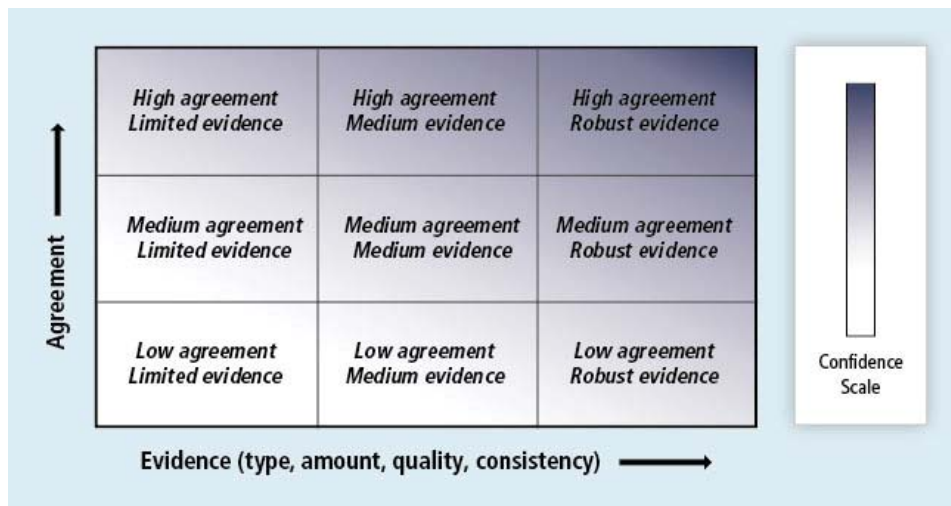 High agreement
Limited evidence
High agreement
Medium evidence
High agreement
Robust evidence
Medium agreement
Limited evidence
Medium agreement
Medium evidence
Medium agreement
Robust evidence
Low agreement
Limited evidence
Low agreement
Medium evidence
Low agreement
Robust evidence
Agreement
Evidence (type, amount, quality, consistency)
Confidence
Scale